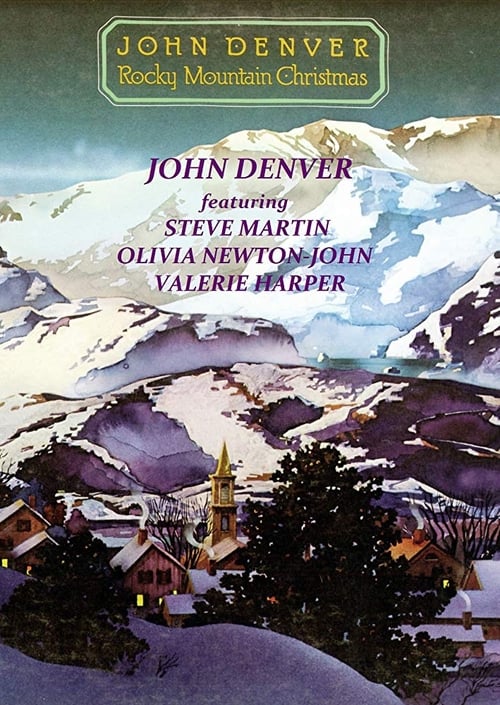 JOHN DENVER
Rocky Mountain Christmas
JOHN DENVER
featuring
STEVE MARTIN
OLIVIA NEWTON-JOHN
VALERIE HARPER